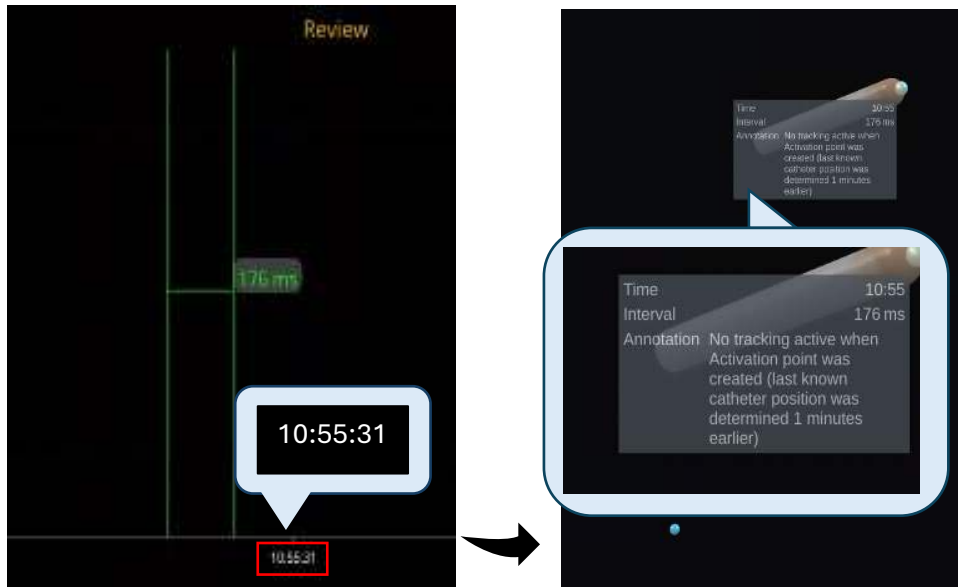 Review
176 ms
10:55:31
10:55:31
Time 10:55
Interval 176 ms
Annotation No tracking active when
Activation point was
created (last known
catheter position was
determined 1 minutes
earlier)
Time 10:55
Interval 176 ms
Annotation No tracking active when
Activation point was
created (last known
catheter position was
determined 1 minutes
earlier)